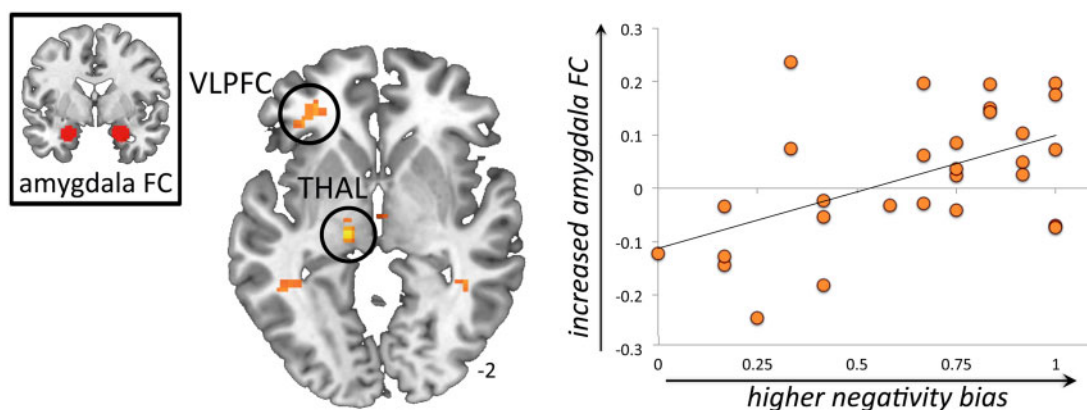 amygdala FC
VLPFC
THAL
-2
increased amygdala FC
0.3
0.2
0.1
0
-0.1
-0.2
-0.3
0 0.25 0.5 0.75 1
higher negativity bias